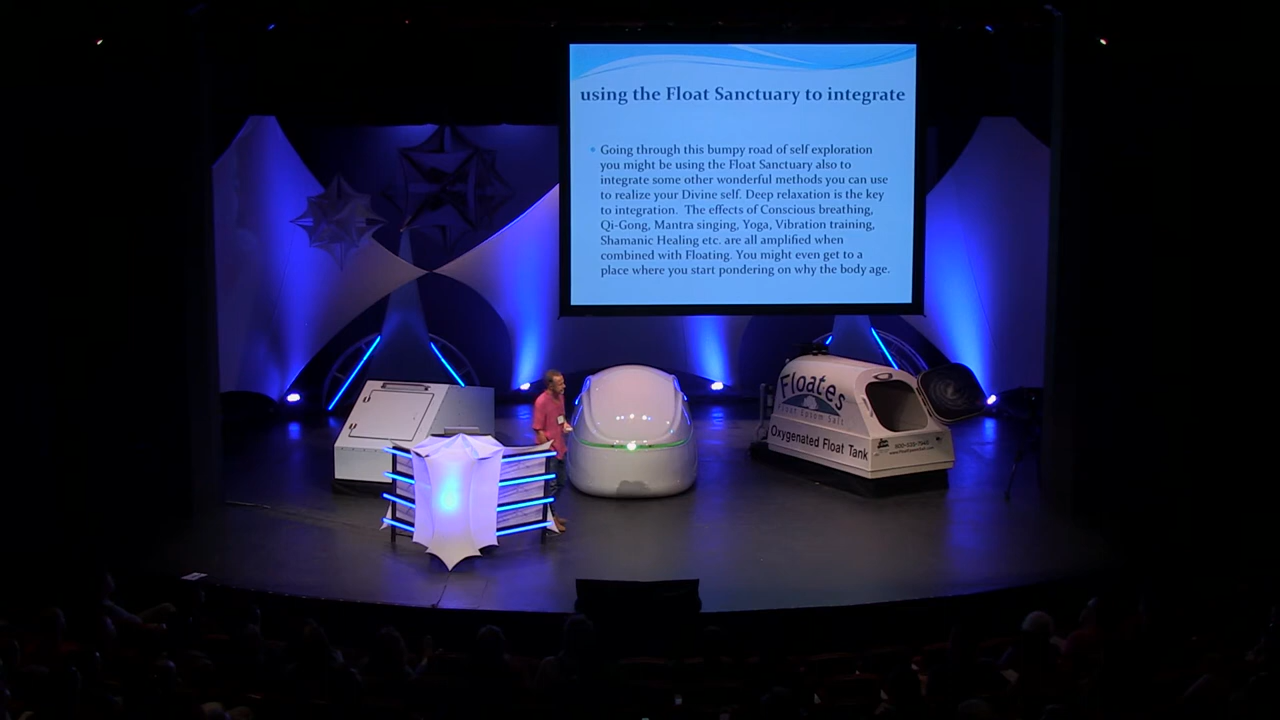 using the Float Sanctuary to integrate
Going through this bumpy road of self exploration
you might be using the Float Sanctuary also to
integrate some other wonderful methods you can use
to realize your Divine self. Deep relaxation is the key
to integration. The effects of Conscious breathing,
Qi-Gong, Mantra singing, Yoga, Vibration training,
Shamanic Healing etc. are all amplified when
combined with Floating. You might even get to a
place where you start pondering on why the body age.
Floates
Epsom Salt
Oxygenated Float Tank